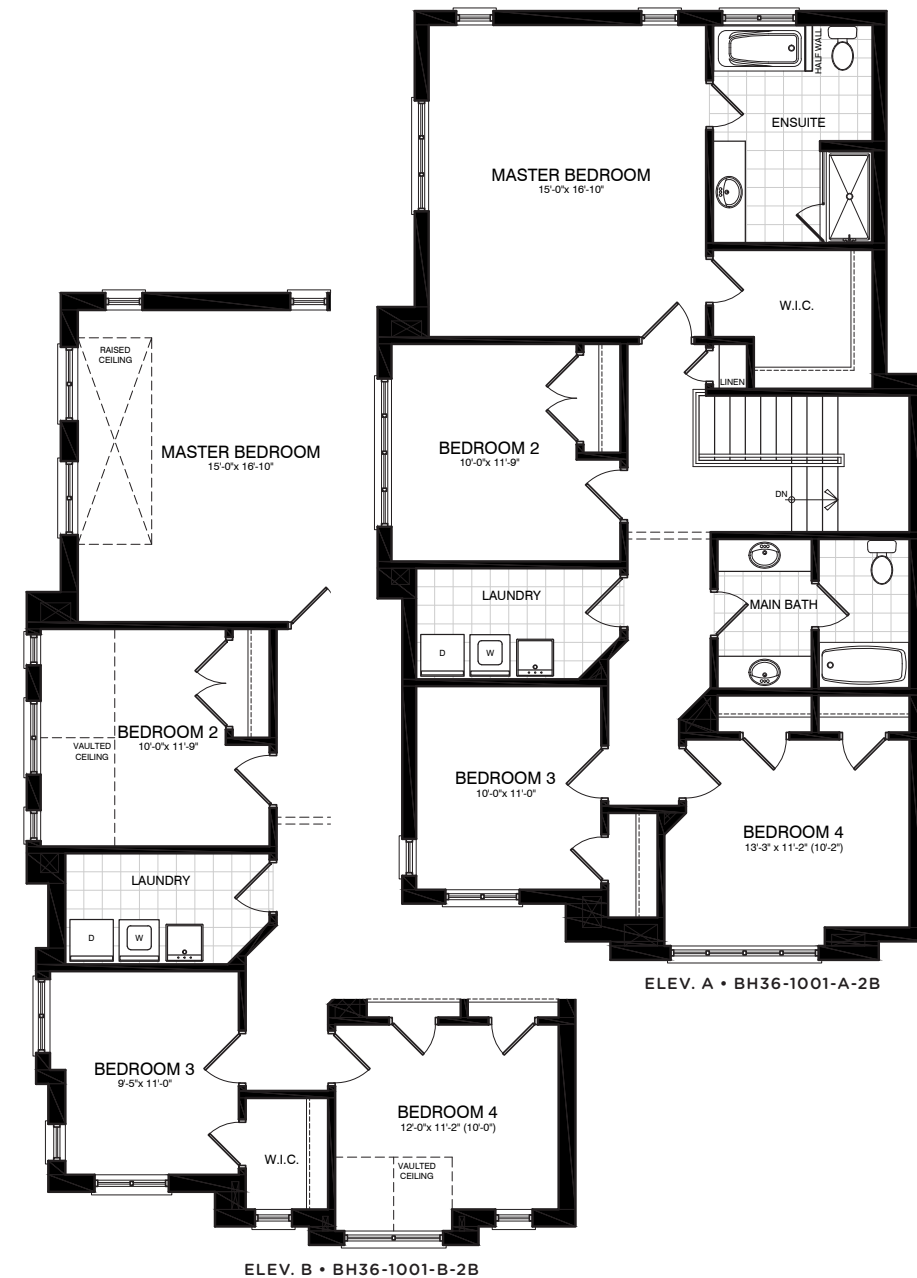 HALF WALL
ENSUITE
MASTER BEDROOM
15'-0"x 16'-10"
W.I.C.
LINEN
BEDROOM 2
10'-0"x 11'-9"
DN
LAUNDRY
MAIN BATH
D
W
BEDROOM 3
10'-0"x 11'-0"
BEDROOM 4
13'-3" x 11'-2" (10'-2")
ELEV. A • BH36-1001-A-2B
RAISED
CEILING
MASTER BEDROOM
15'-0"x 16'-10"
BEDROOM 2
10'-0"x 11'-9"
VAULTED
CEILING
LAUNDRY
D
W
BEDROOM 3
9'-5"x 11'-0"
W.I.C.
BEDROOM 4
12'-0"x 11'-2" (10'-0")
VAULTED
CEILING
ELEV. B • BH36-1001-B-2B